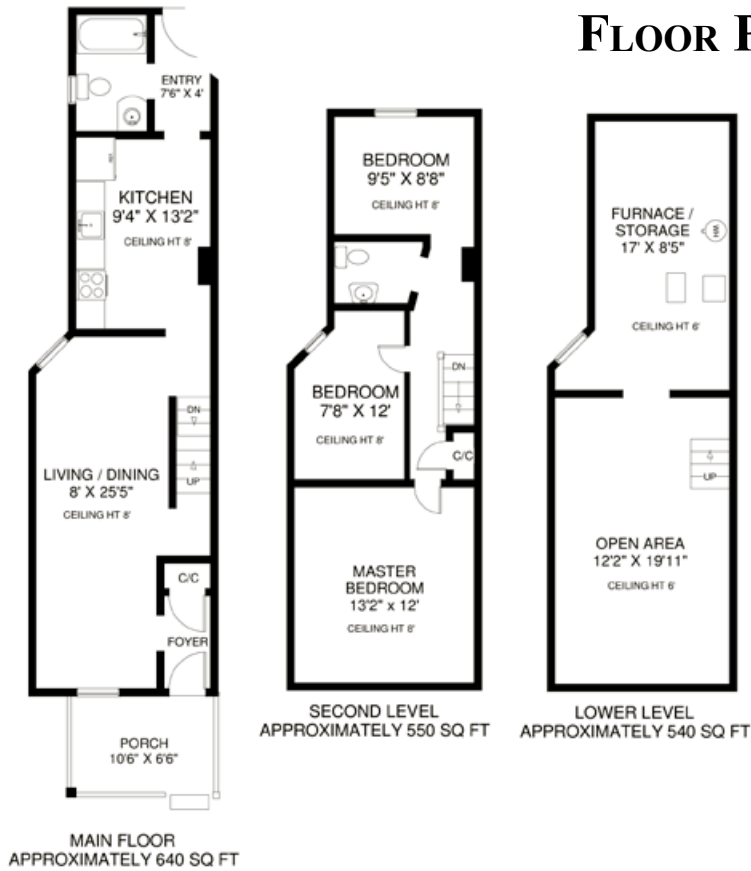 FLOOR
ENTRY
7'6" X 4'
KITCHEN
9'4" X 13'2"
CEILING HT 8'
DN
UP
LIVING / DINING
8' X 25'5"
CEILING HT 8'
C/C
FOYER
PORCH
10'6" X 6'6"
MAIN FLOOR
APPROXIMATELY 640 SQ FT
BEDROOM
9'5" X 8'8"
CEILING HT 8'
DN
BEDROOM
7'8" X 12'
CEILING HT 8'
C/C
MASTER
BEDROOM
13'2" x 12'
CEILING HT 8'
SECOND LEVEL
APPROXIMATELY 550 SQ FT
FURNACE /
STORAGE
17' X 8'5"
WH
CEILING HT 6'
UP
OPEN AREA
12'2" X 19'11"
CEILING HT 6'
LOWER LEVEL
APPROXIMATELY 540 SQ FT